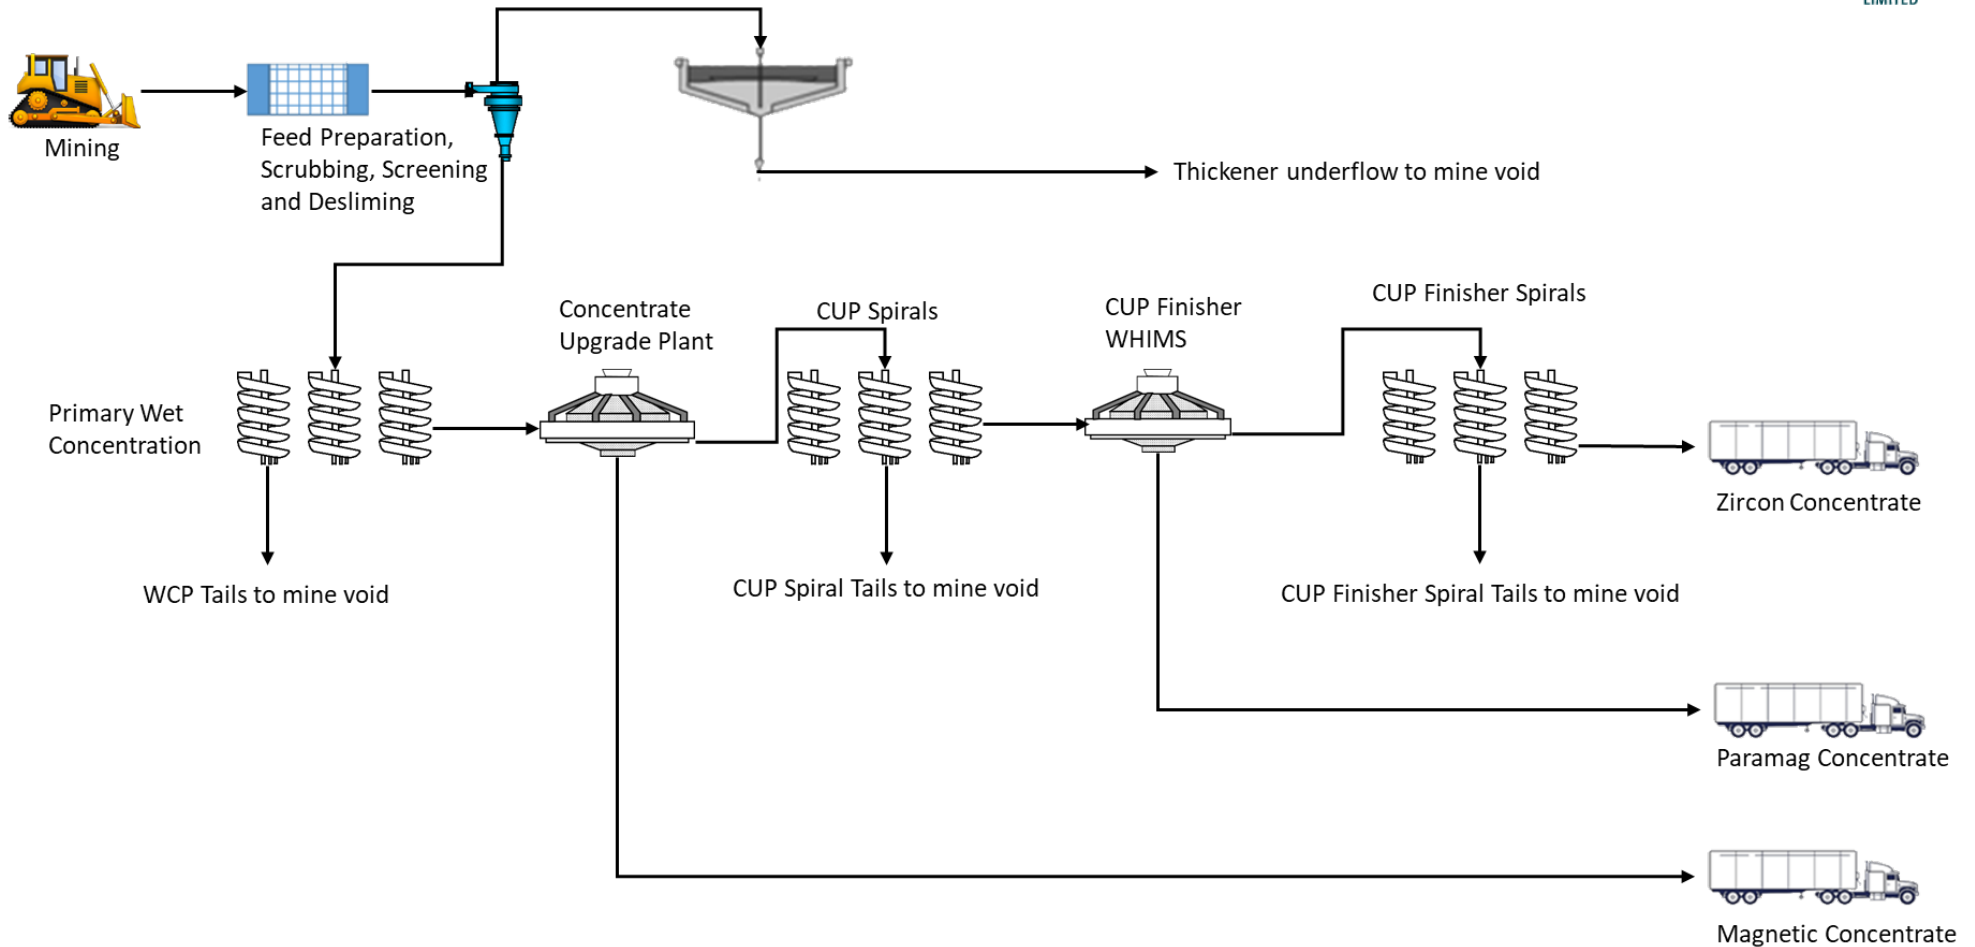 LIMITED
Mining
Feed Preparation,
Scrubbing, Screening
and Desliming
Thickener underflow to mine void
Concentrate
Upgrade Plant
CUP Spirals
CUP Finisher
WHIMS
CUP Finisher Spirals
Primary Wet
Concentration
Zircon Concentrate
WCP Tails to mine void
CUP Spiral Tails to mine void
CUP Finisher Spiral Tails to mine void
Paramag Concentrate
Magnetic Concentrate